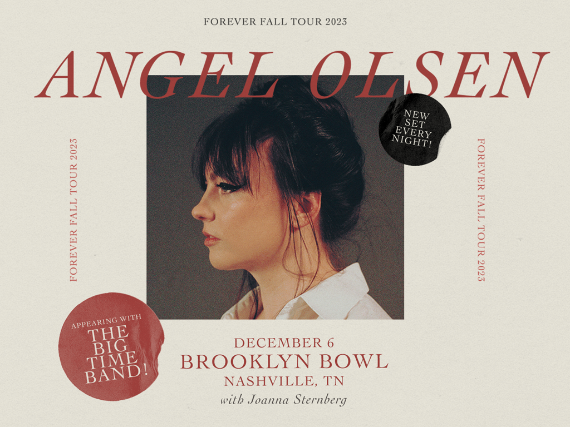 FOREVER FALL TOUR 2023
ANGEL OLSEN
NEW
SET
EVERY
NIGHT!
FOREVER FALL TOUR 2023
FOREVER FALL TOUR 2023
APPEARING WITH
THE
BIG
TIME
BAND!
DECEMBER 6
BROOKLYN BOWL
NASHVILLE, TN
with Joanna Sternberg